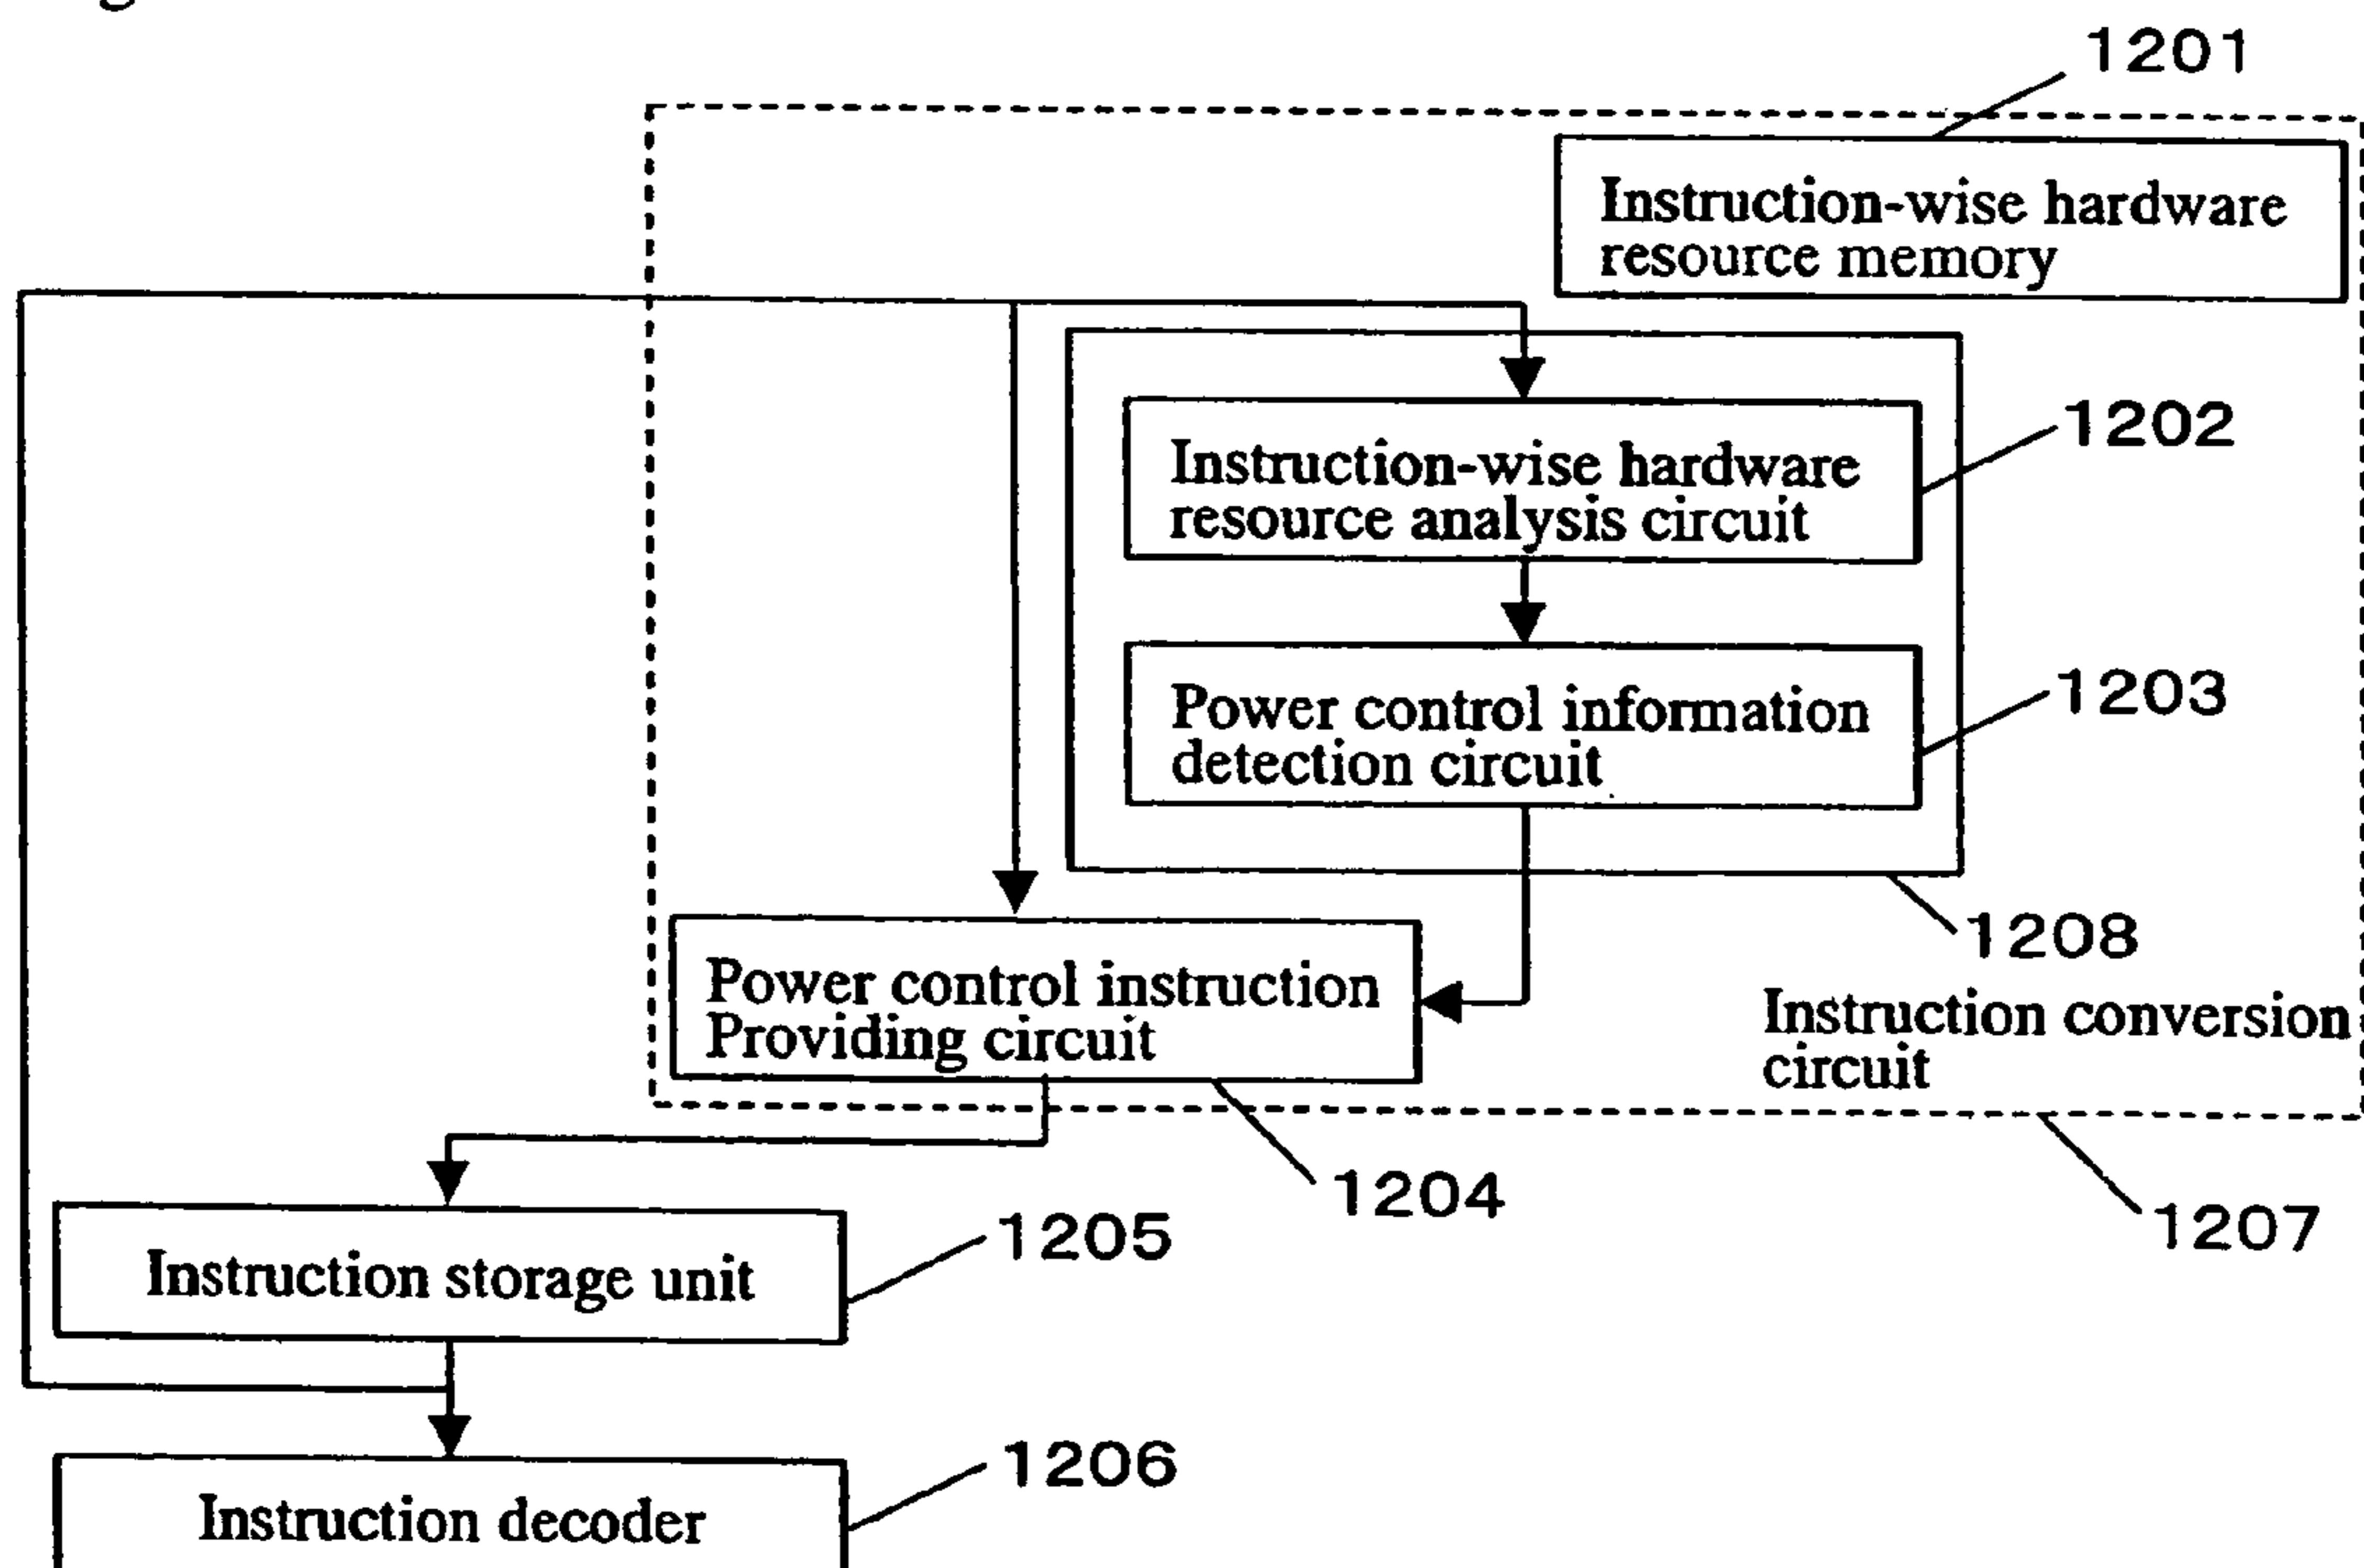 1201
Instruction-wise hardware
resource memory
Instruction-wise hardware
resource analysis circuit
1202
Power control information
detection circuit
1203
1208
Power control instruction
Providing circuit
Instruction conversion
circuit
1204
1207
Instruction storage unit
1205
Instruction decoder
1206